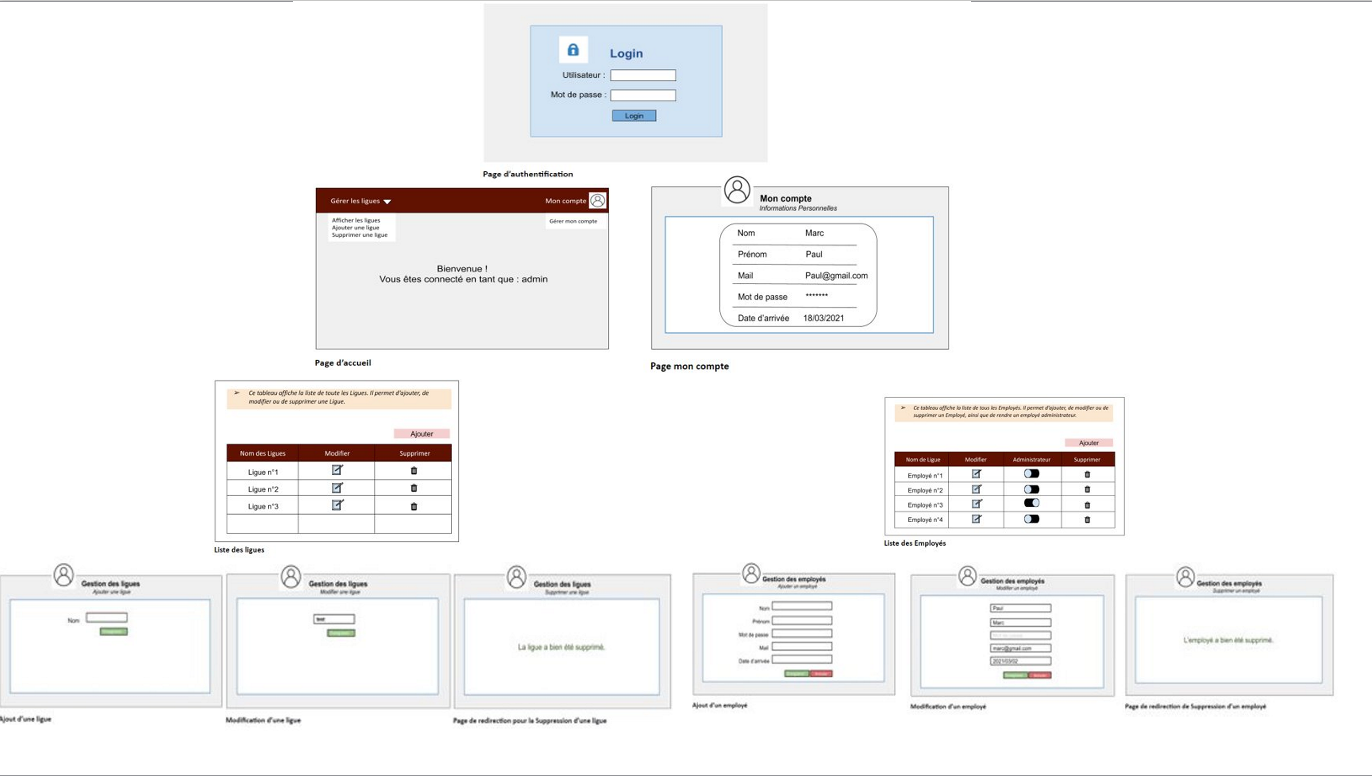 Login
Utilisateur :
Mot de passe :
Login
Page d'authentification
Gérer les ligues
Mon compte
Afficher les ligues
Ajouter une ligue
Supprimer une ligue
Gérer mon compte
Bienvenue !
Vous êtes connecté en tant que : admin
Page d'accueil
Mon compte
Informations Personnelles
Nom Marc
Prénom Paul
Mail Paul@gmail.com
Mot de passe *******
Date d'arrivée 18/03/2021
Page mon compte
➢ Ce tableau affiche la liste de toute les Ligues. Il permet d'ajouter, de
modifier ou de supprimer une Ligue.
Ajouter
Nom des Ligues Modifier Supprimer
Ligue n°1
Ligue n°2
Ligue n°3
Liste des ligues
➢ Ce tableau affiche la liste de tous les Employés. Il permet d'ajouter, de modifier ou de
supprimer un Employé, ainsi que de rendre un employé administrateur.
Ajouter
Nom de Ligue Modifier Administrateur Supprimer
Employé n°1
Employé n°2
Employé n°3
Employé n°4
Liste des Employés
Gestion des ligues
Ajouter une ligue
Nom
Ajout d'une ligue
Gestion des ligues
Modifier une ligue
test
Modification d'une ligue
Gestion des ligues
Supprimer une ligue
La ligue a bien été supprimé.
Page de redirection pour la Suppression d'une ligue
Gestion des employés
Ajouter un employé
Nom
Prénom
Mot de passe
Mail
Date d'arrivée
Enregistrer Annuler
Ajout d'un employé
Gestion des employés
Modifier un employé
Paul
Marc
marc@gmail.com
2021/03/02
Modification d'un employé
Gestion des employés
Supprimer un employé
L'employé a bien été supprimé.
Page de redirection de Suppression d'un employé